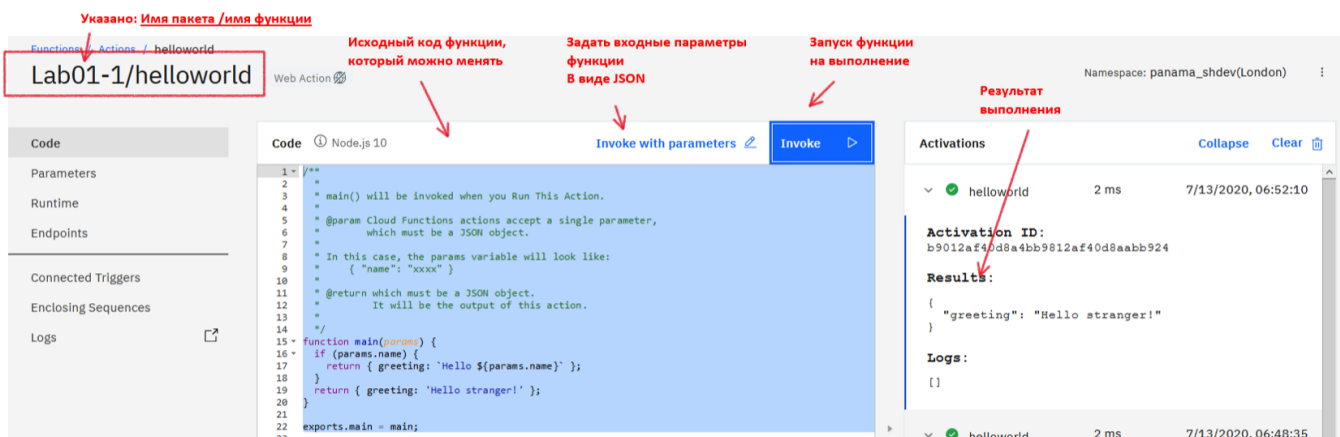 Указано: Имя пакета /имя функции
Functions / Actions / helloworld
Lab01-1/helloworld
Web Action
Исходный код функции,
который можно менять
Задать входные параметры
функции
В виде JSON
Запуск функции
на выполнение
Результат
выполнения
Namespace: panama_shdev(London)
Code
Parameters
Runtime
Endpoints
Connected Triggers
Enclosing Sequences
Logs
Code Node.js 10
Invoke with parameters
Invoke
1 /**
2 *
3 * main() will be invoked when you Run This Action.
4 *
5 * @param Cloud Functions actions accept a single parameter,
6 * which must be a JSON object.
7 *
8 * In this case, the params variable will look like:
9 * { "name": "xxxx" }
10 *
11 * @return which must be a JSON object.
12 * It will be the output of this action.
13 *
14 */
15 function main(params) {
16 if (params.name) {
17 return { greeting: `Hello ${params.name}` };
18 }
19 return { greeting: 'Hello stranger!' };
20 }
21
22 exports.main = main;
Activations
Collapse
Clear
helloworld 2 ms 7/13/2020, 06:52:10
Activation ID:
b9012af40d8a4bb9812af40d8aabb924
Results:
{
"greeting": "Hello stranger!"
}
Logs:
[]
helloworld 2 ms 7/13/2020, 06:48:35